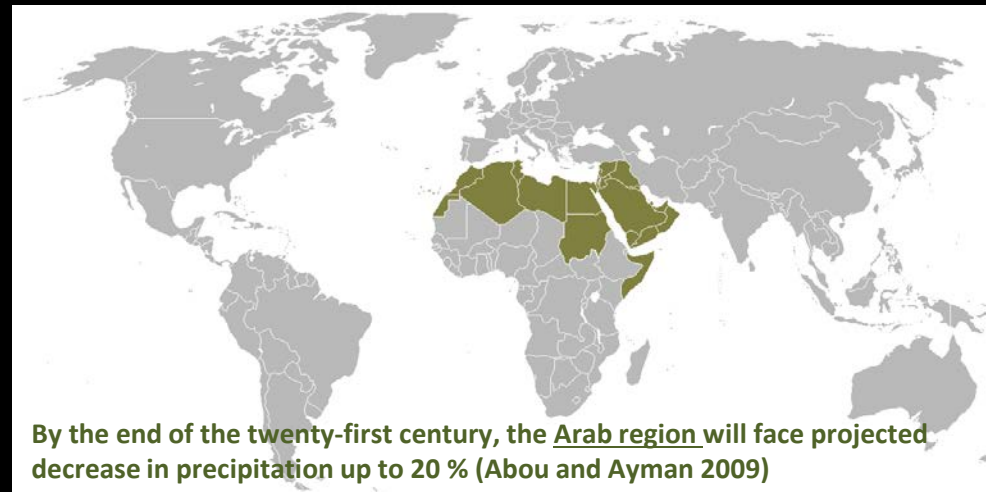 By the end of the twenty-first century, the Arab region will face projected
decrease in precipitation up to 20 % (Abou and Ayman 2009)